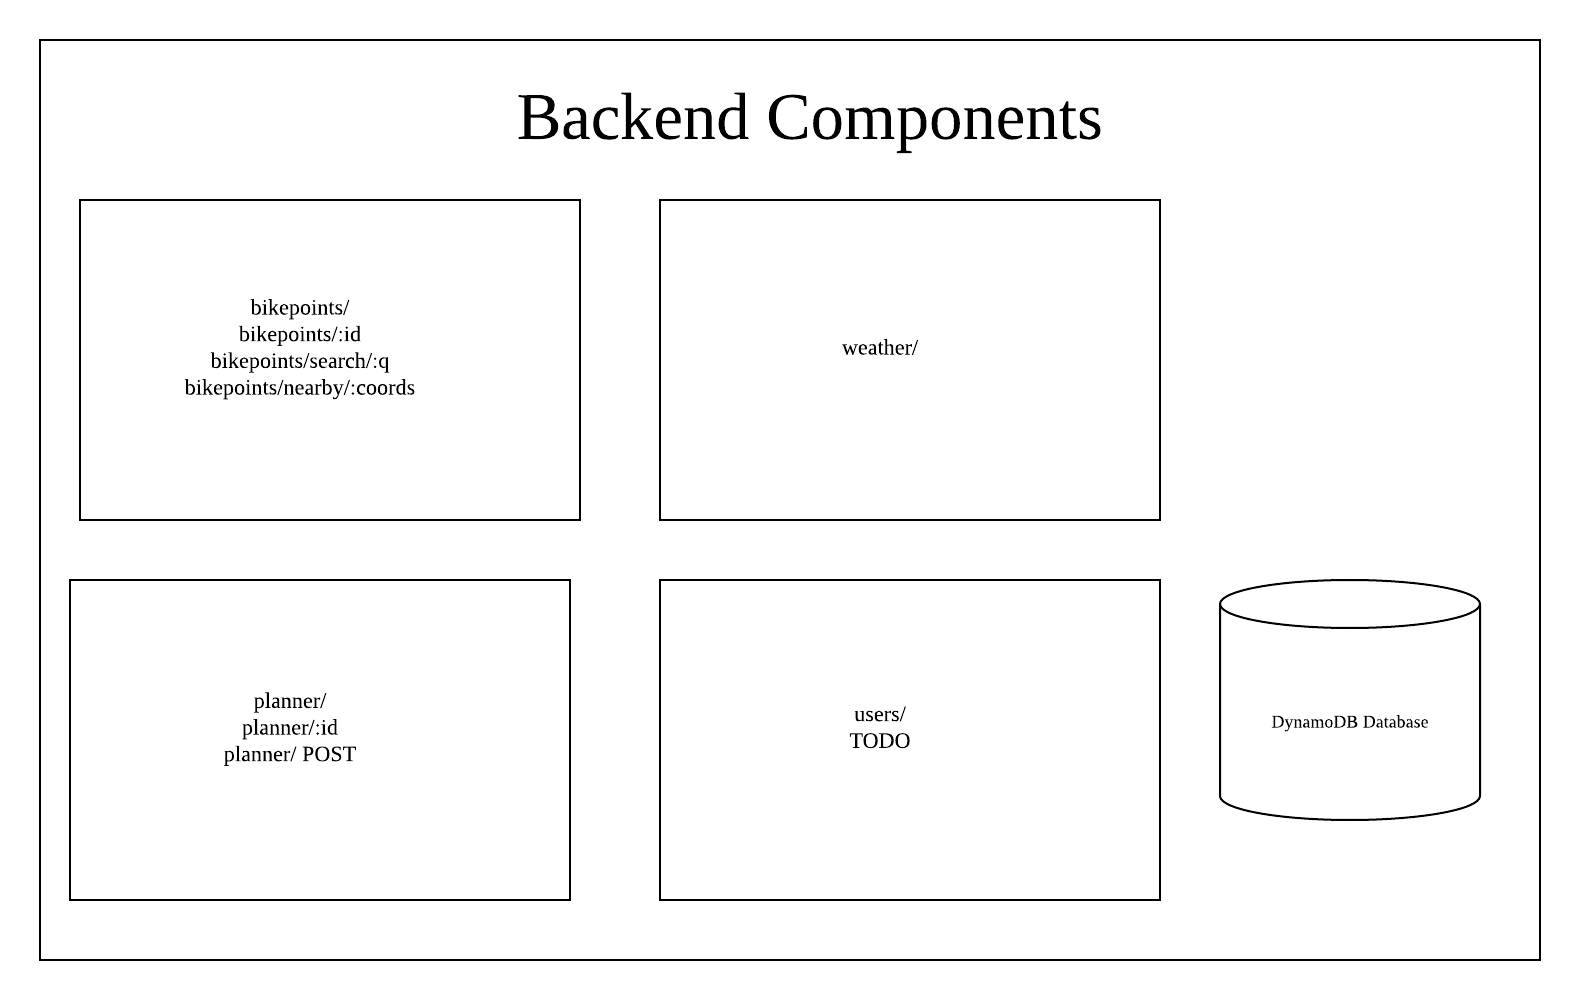 Backend Components
bikepoints/
bikepoints/:id
bikepoints/search/:q
bikepoints/nearby/:coords
weather/
planner/
planner/:id
planner/ POST
users/
TODO
DynamoDB Database